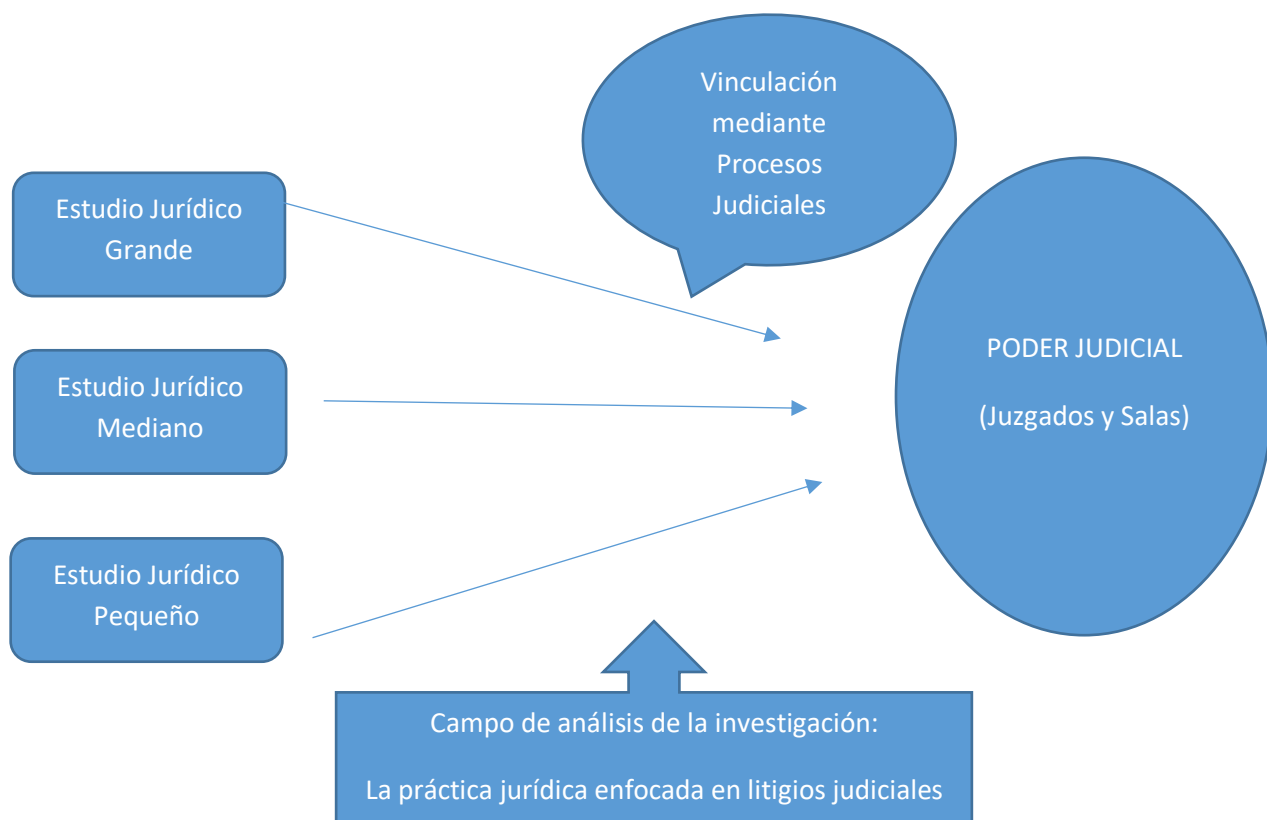 Vinculación
mediante
Procesos
Judiciales
Estudio Jurídico
Grande
Estudio Jurídico
Mediano
Estudio Jurídico
Pequeño
PODER JUDICIAL
(Juzgados y Salas)
Campo de análisis de la investigación:
La práctica jurídica enfocada en litigios judiciales